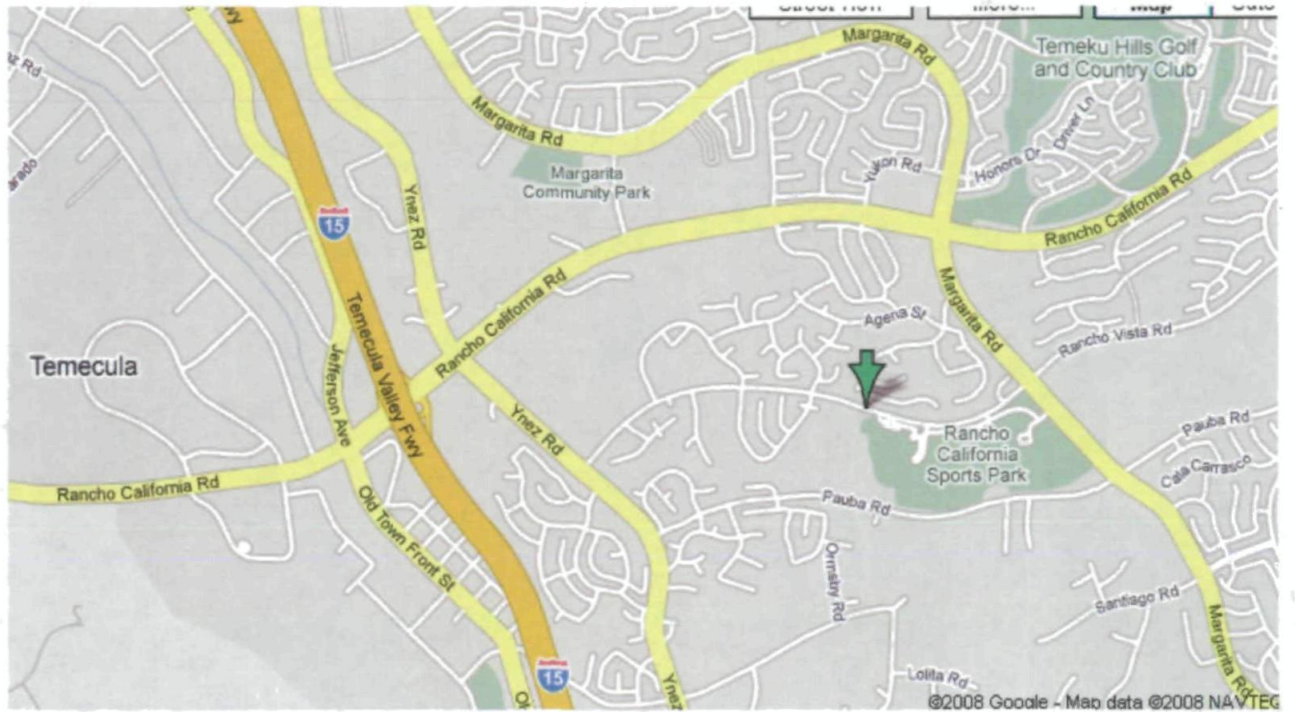 Map
Margarita Rd
Temeku Hills Golf
and Country Club
Margarita Rd
Driver Ln
Honors Dr
Yukon Rd
Margarita
Community Park
Rancho California Rd
Ynez Rd
15
Rancho California Rd
Margarita Rd
Agena St
Rancho Vista Rd
Temecula
Temecula Valley Fwy
Jefferson Ave
Ynez Rd
Rancho
California
Sports Park
Pauba Rd
Rancho California Rd
Old Town Front St
Pauba Rd
Ormsby Rd
Santiago Rd
Margarita Rd
Lolita Rd
15
Ynez
©2008 Google - Map data ©2008 NAVTEQ